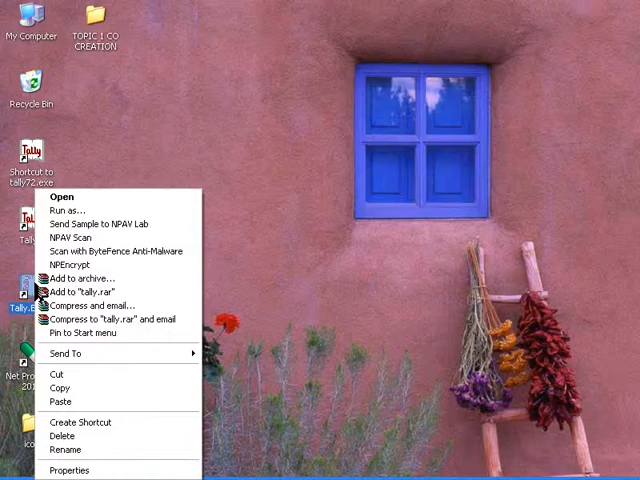 My Computer
TOPIC 1 CO
CREATION
Recycle Bin
Tally
Shortcut to
tally72.exe
Open
Run as...
Send Sample to NPAV Lab
NPAV Scan
Scan with ByteFence Anti-Malware
NPEncrypt
Add to archive...
Add to "tally.rar"
Compress and email...
Compress to "tally.rar" and email
Pin to Start menu
Send To
Cut
Copy
Paste
Create Shortcut
Delete
Rename
Properties